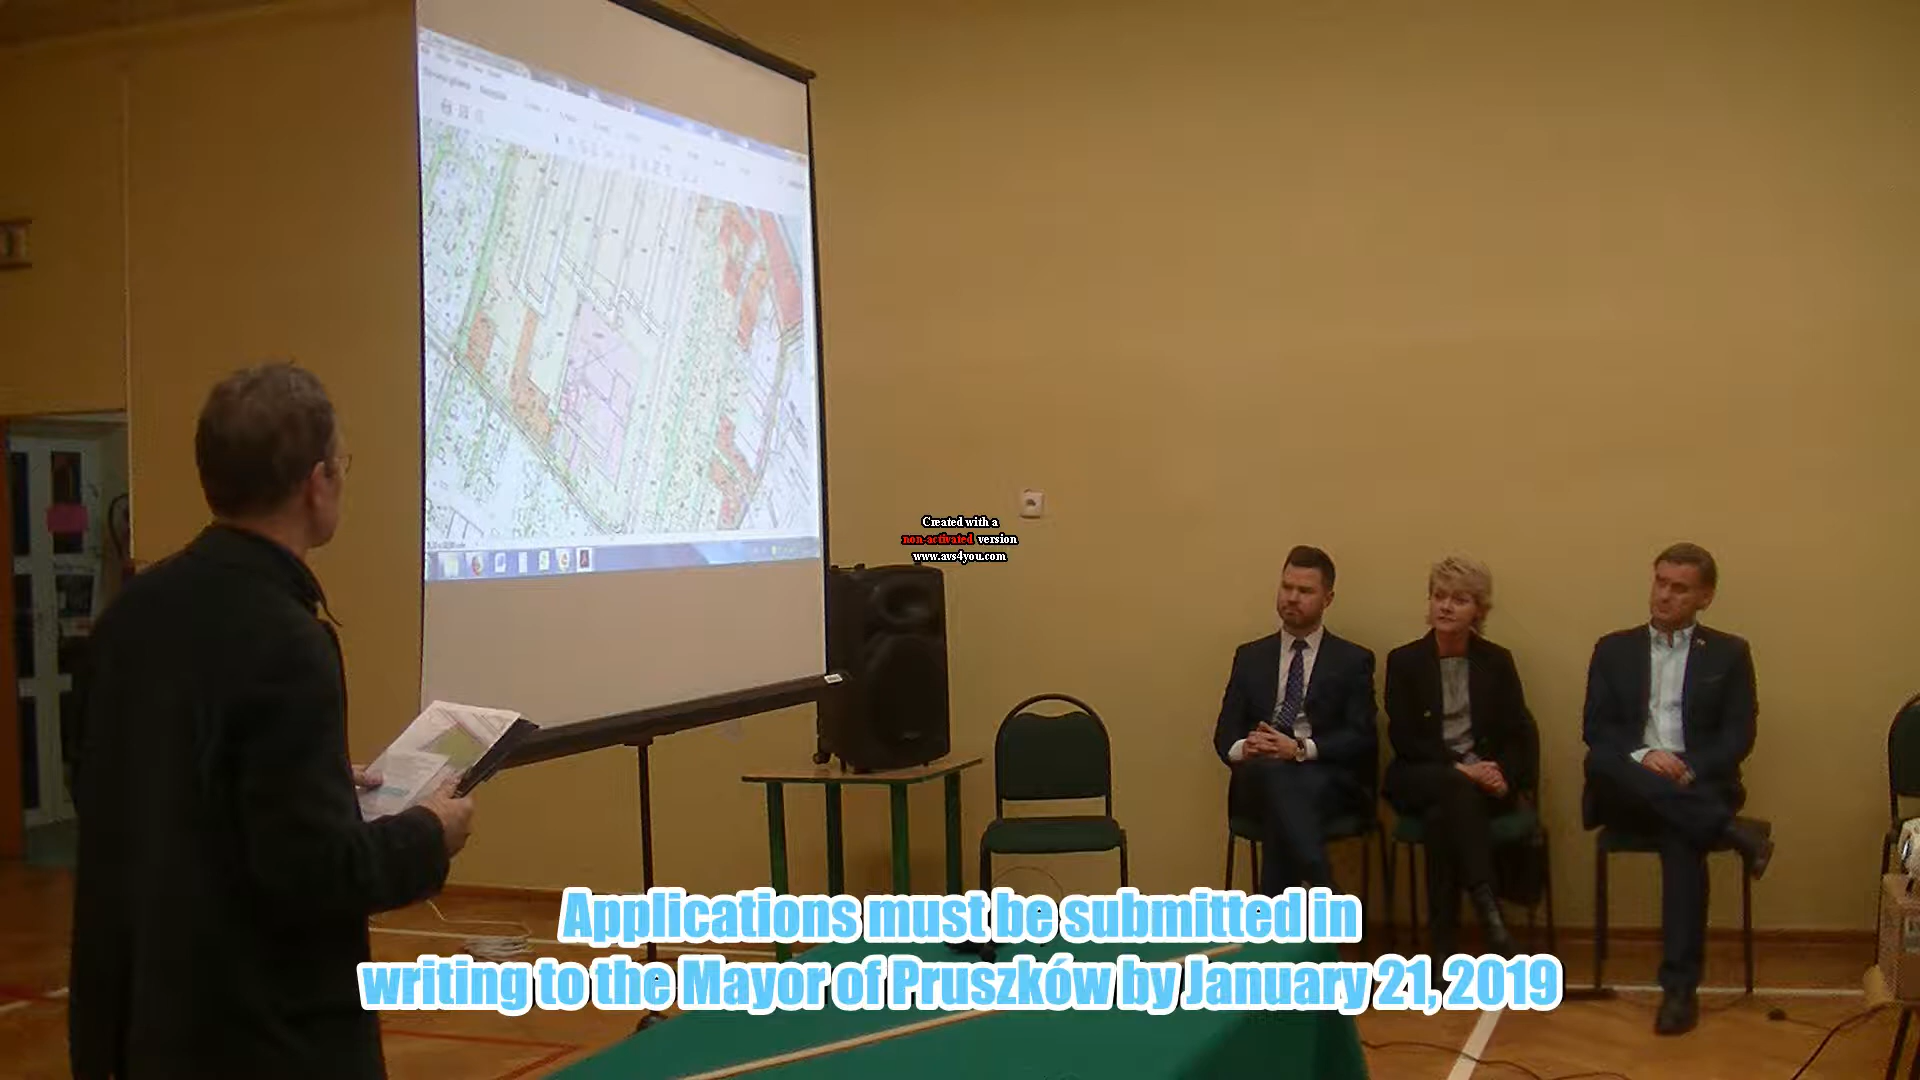 Created with a
non-activated version
www.avs4you.com
Applications must be submitted in
writing to the Mayor of Pruszków by January 21, 2019